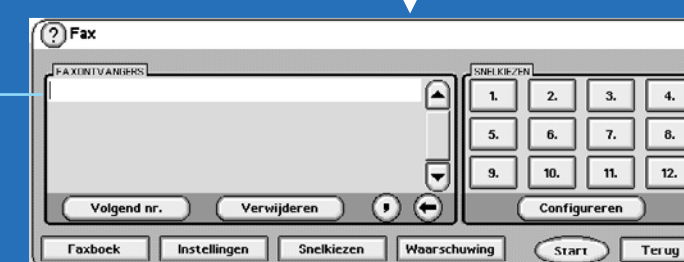 ? Fax
FAXONTVANGERS
SNELKIEZEN
1. 2. 3. 4.
5. 6. 7. 8.
9. 10. 11. 12.
Volgend nr. Verwijderen , Configureren
Faxboek Instellingen Snelkiezen Waarschuwing Start Terug